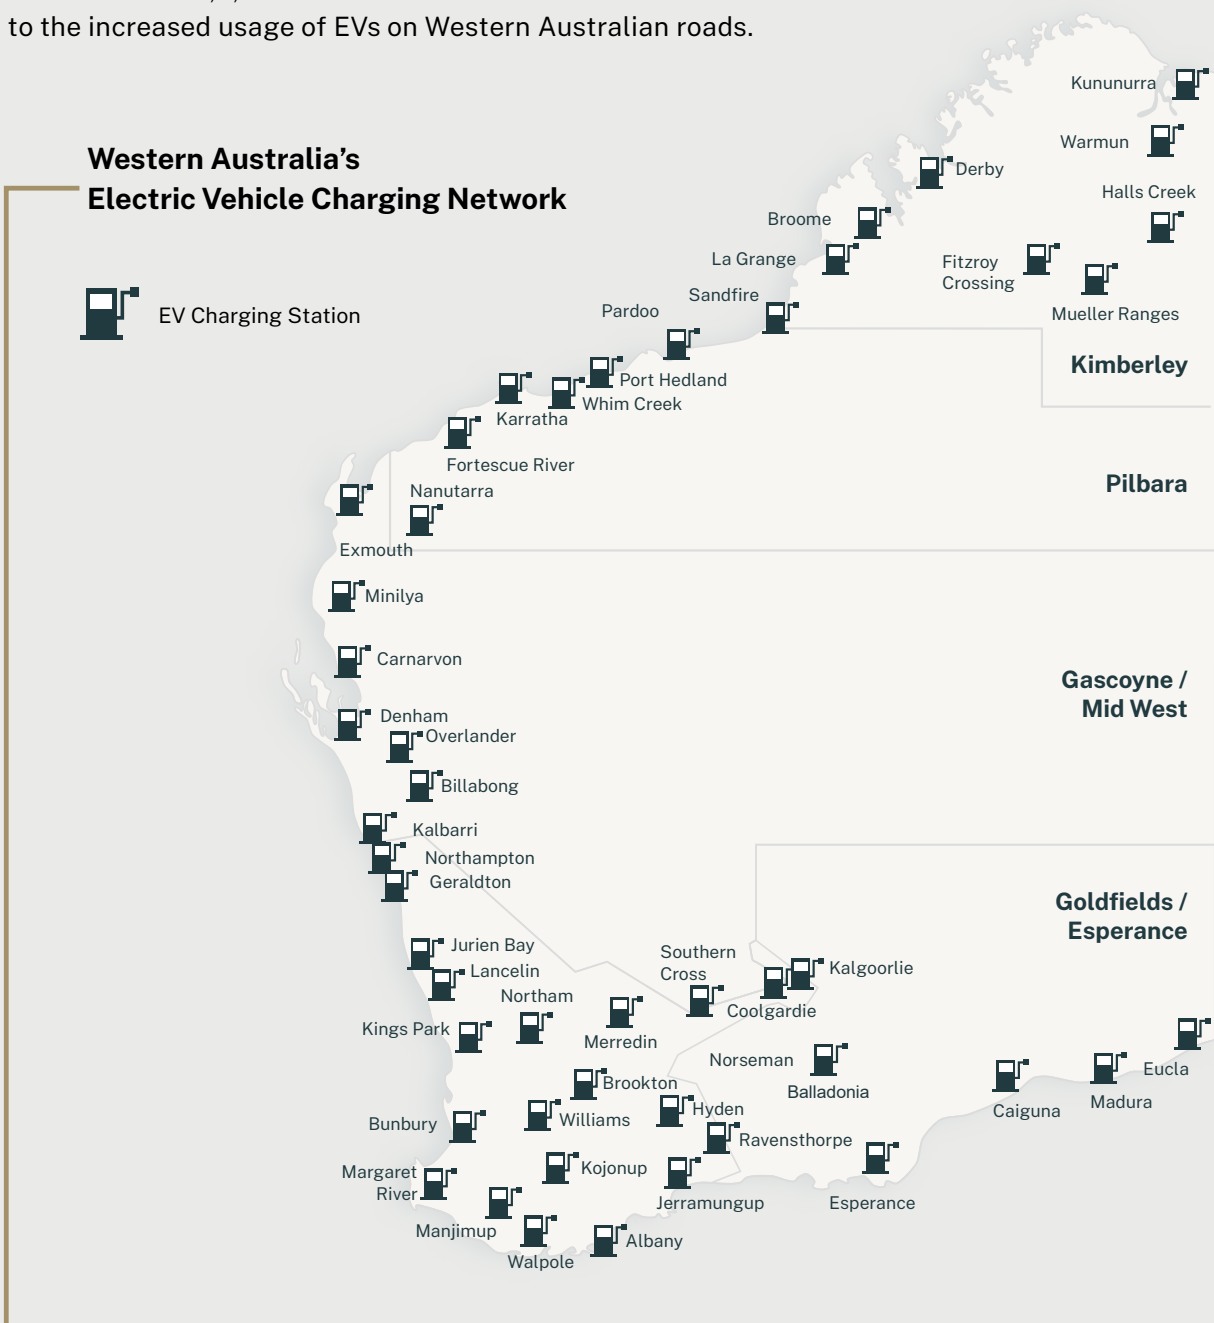 to the increased usage of EVs on Western Australian roads.
Western Australia's
Electric Vehicle Charging Network
EV Charging Station
Kununurra
Warmun
Derby
Halls Creek
Broome
La Grange
Fitzroy
Crossing
Sandfire
Mueller Ranges
Pardoo
Kimberley
Port Hedland
Whim Creek
Karratha
Fortescue River
Pilbara
Nanutarra
Exmouth
Minilya
Carnarvon
Gascoyne /
Mid West
Denham
Overlander
Billabong
Kalbarri
Northampton
Geraldton
Goldfields /
Esperance
Jurien Bay
Lancelin
Northam
Southern
Cross
Kalgoorlie
Coolgardie
Kings Park
Merredin
Norseman
Balladonia
Eucla
Madura
Caiguna
Brookton
Williams
Hyden
Bunbury
Ravensthorpe
Margaret
River
Kojonup
Jerramungup
Esperance
Manjimup
Albany
Walpole